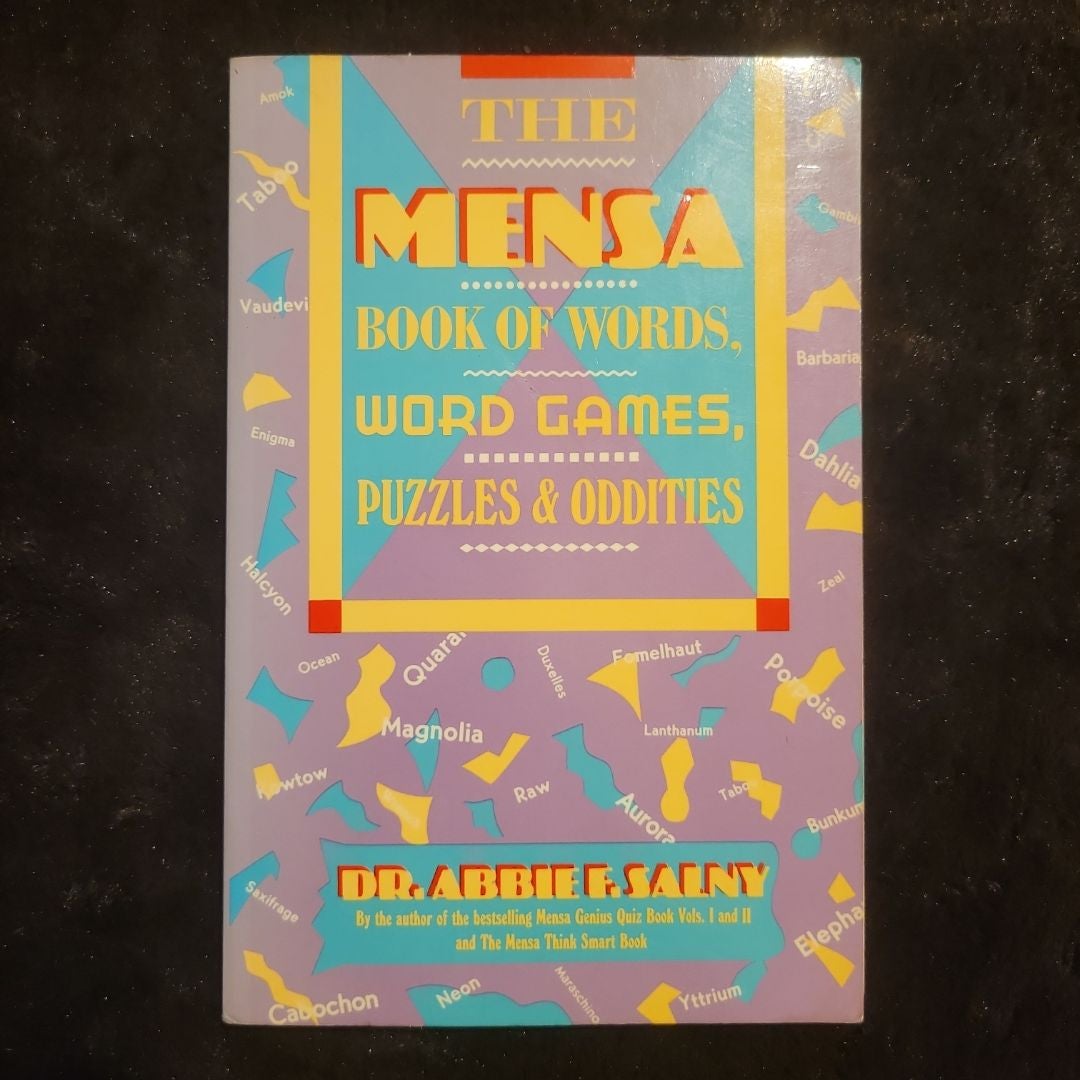 THE
MENSA
BOOK OF WORDS,
WORD GAMES,
PUZZLES & ODDITIES
Amok
Taboo
Vaudevi
Enigma
Halcyon
Gambi
Barbaria
Dahlia
Zeal
Ocean
Quaran
Duxelles
Fomelhaut
Porpoise
Magnolia
Lanthanum
Kowtow
Raw
Taboo
Aurora
Bunkum
Saxifrage
DR. ABBIE F. SALNY
By the author of the bestselling Mensa Genius Quiz Book Vols. I and II
and The Mensa Think Smart Book
Elepha
Cabochon
Neon
Maraschino
Yttrium